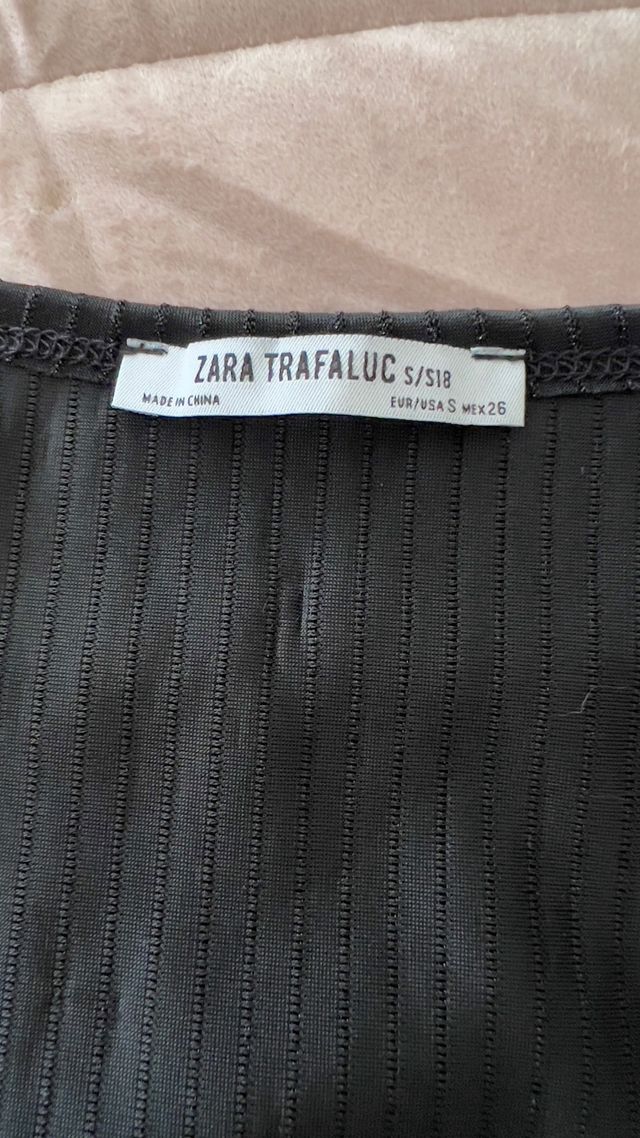 ZARA TRAFALUC S/S18
MADE IN CHINA EUR/USA S MEX 26